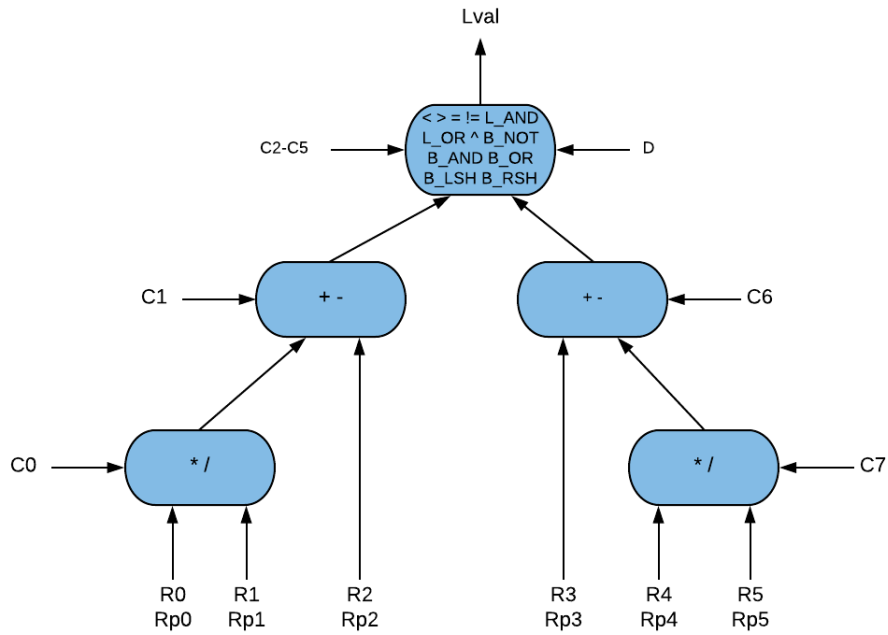 Lval
< > = != L_AND
L_OR ^ B_NOT
B_AND B_OR
B_LSH B_RSH
C2-C5
D
C1
+ -
+ -
C6
C0
* /
* /
C7
R0
Rp0
R1
Rp1
R2
Rp2
R3
Rp3
R4
Rp4
R5
Rp5